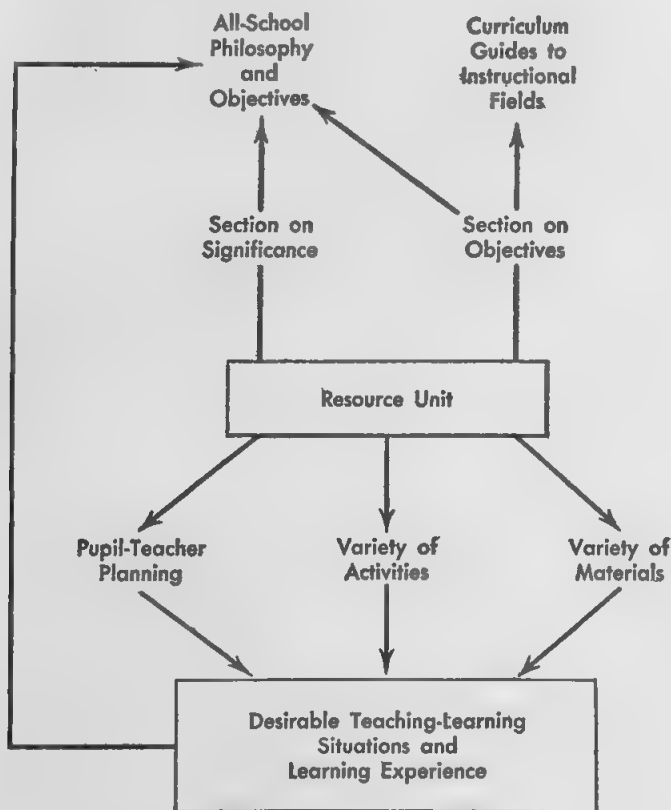 All-School
Philosophy
and
Objectives
Curriculum
Guides to
Instructional
Fields
Section on
Significance
Section on
Objectives
Resource Unit
Pupil-Teacher
Planning
Variety of
Activities
Variety of
Materials
Desirable Teaching-Learning
Situations and
Learning Experience